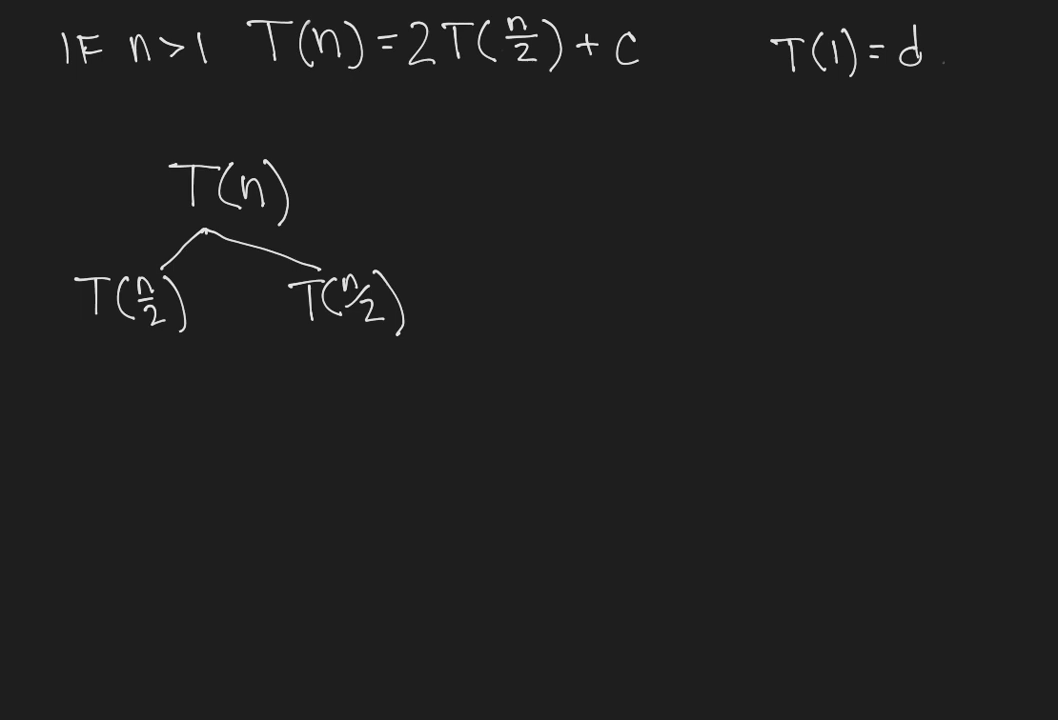 IF n>1 T(n)=2T(n/2)+c T(1)=d.
T(n)
T(n/2) T(n/2)